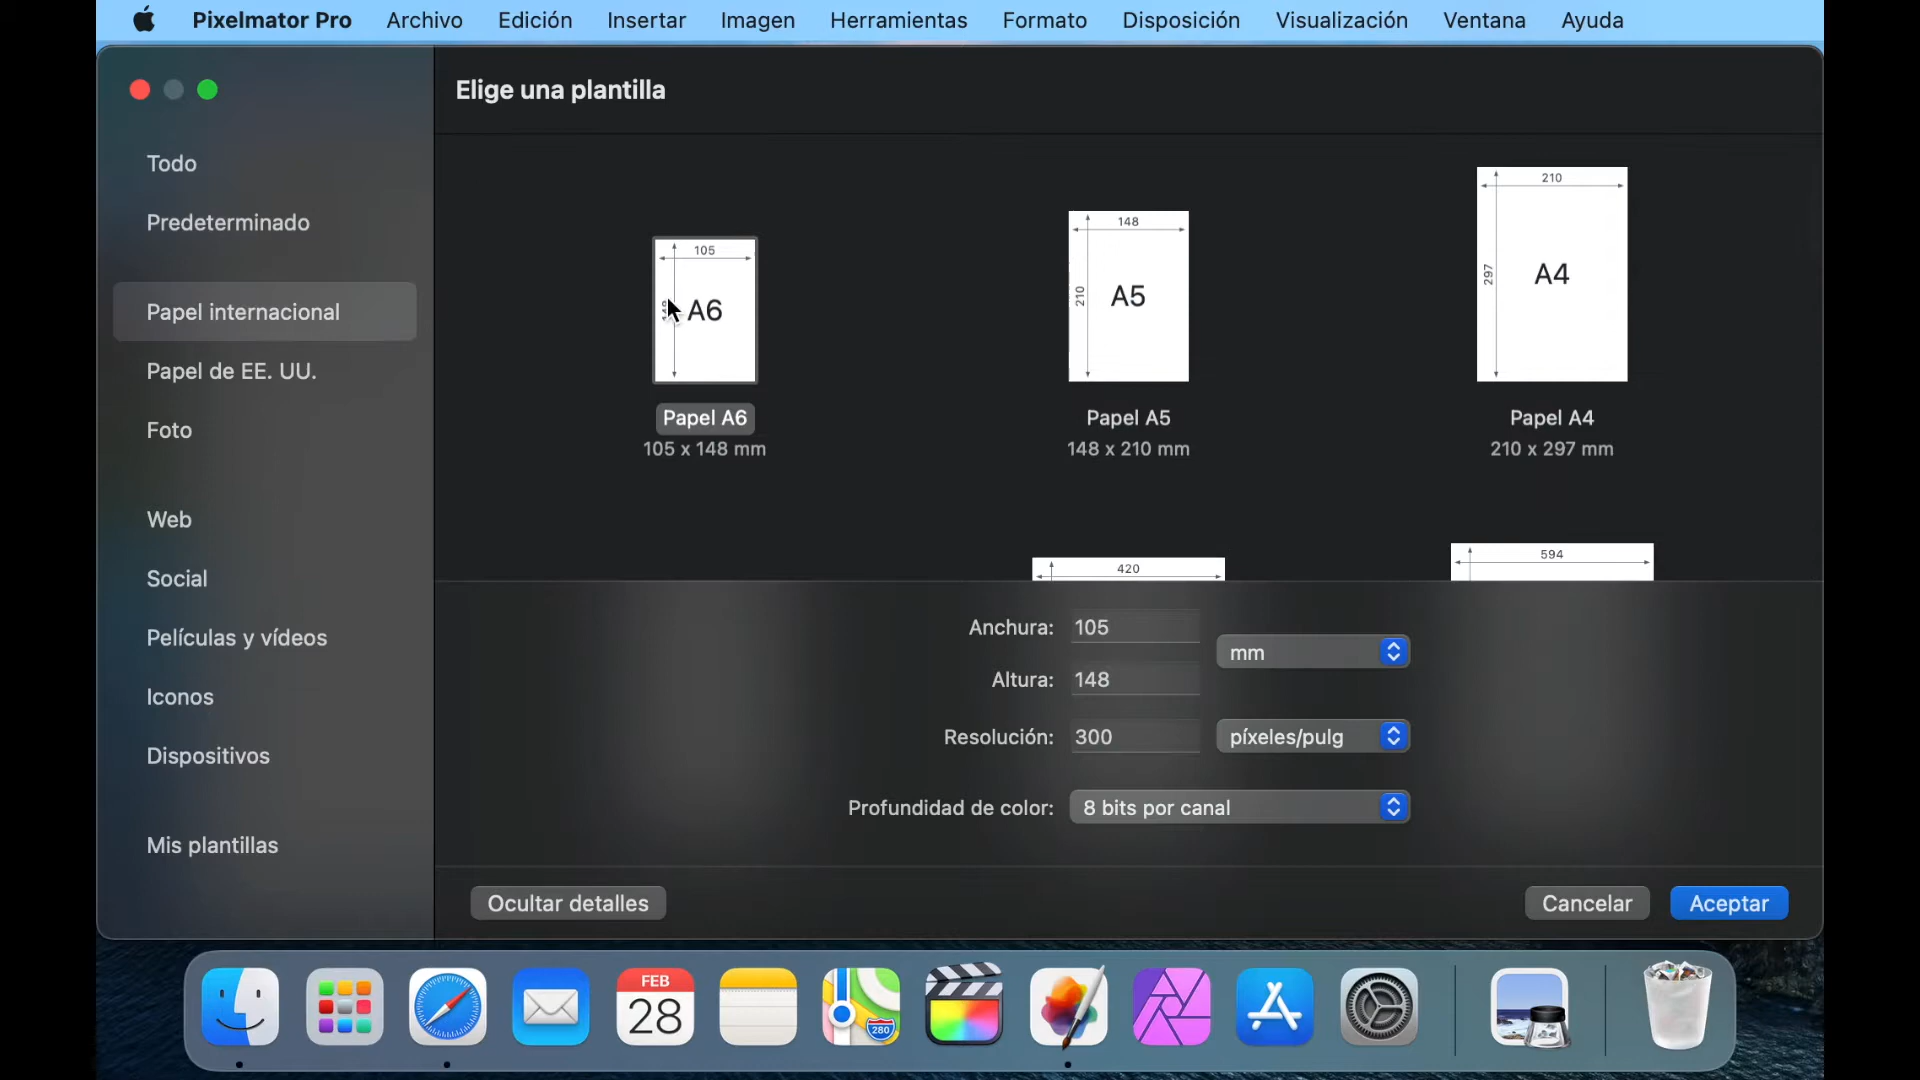 Pixelmator Pro Archivo Edición Insertar Imagen Herramientas Formato Disposición Visualización Ventana Ayuda
Elige una plantilla
Todo
Predeterminado
Papel internacional
Papel de EE. UU.
Foto
Web
Social
Películas y vídeos
Iconos
Dispositivos
Mis plantillas
105
A6
Papel A6
105 x 148 mm
148
210
A5
Papel A5
148 x 210 mm
210
297
A4
Papel A4
210 x 297 mm
420
594
Anchura: 105
mm
Altura: 148
Resolución: 300 píxeles/pulg
Profundidad de color: 8 bits por canal
Ocultar detalles
Cancelar
Aceptar
FEB
28
280